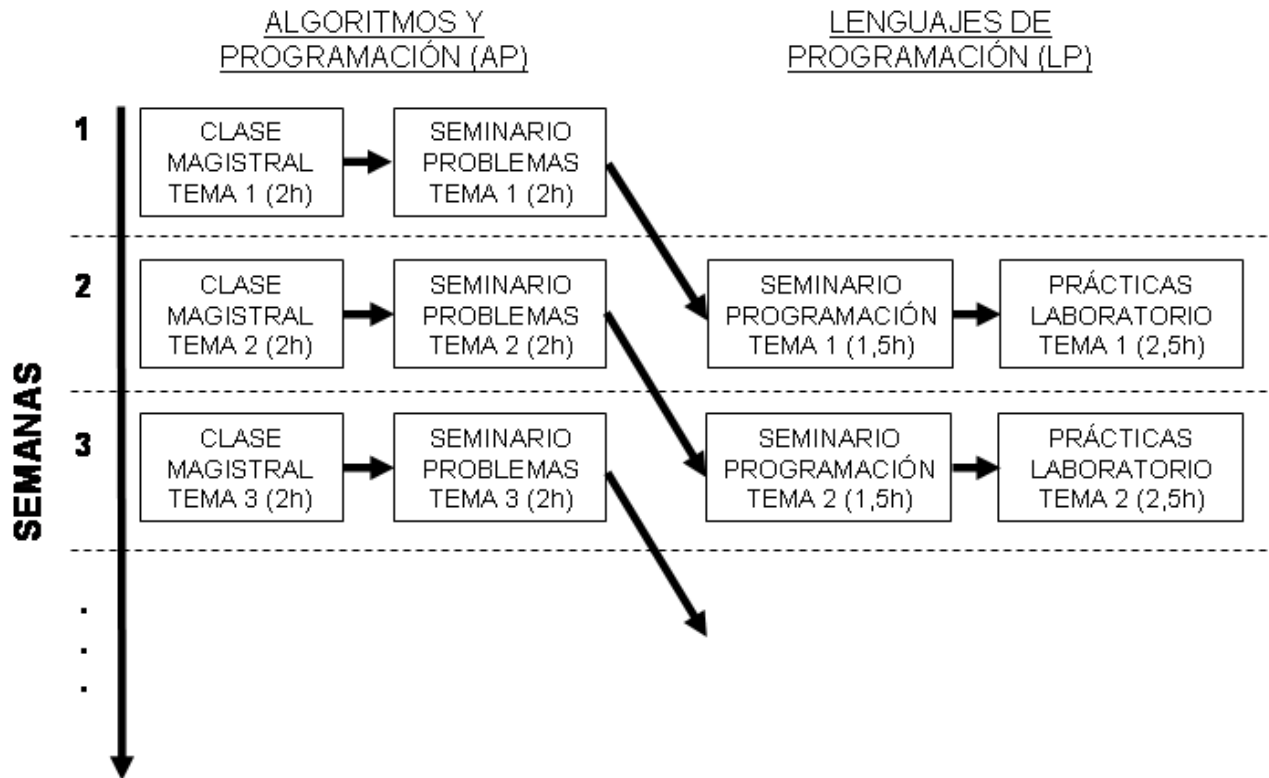 ALGORITMOS Y
PROGRAMACIÓN (AP)
LENGUAJES DE
PROGRAMACIÓN (LP)
SEMANAS
1
CLASE
MAGISTRAL
TEMA 1 (2h)
SEMINARIO
PROBLEMAS
TEMA 1 (2h)
2
CLASE
MAGISTRAL
TEMA 2 (2h)
SEMINARIO
PROBLEMAS
TEMA 2 (2h)
SEMINARIO
PROGRAMACIÓN
TEMA 1 (1,5h)
PRÁCTICAS
LABORATORIO
TEMA 1 (2,5h)
3
CLASE
MAGISTRAL
TEMA 3 (2h)
SEMINARIO
PROBLEMAS
TEMA 3 (2h)
SEMINARIO
PROGRAMACIÓN
TEMA 2 (1,5h)
PRÁCTICAS
LABORATORIO
TEMA 2 (2,5h)
.
.
.